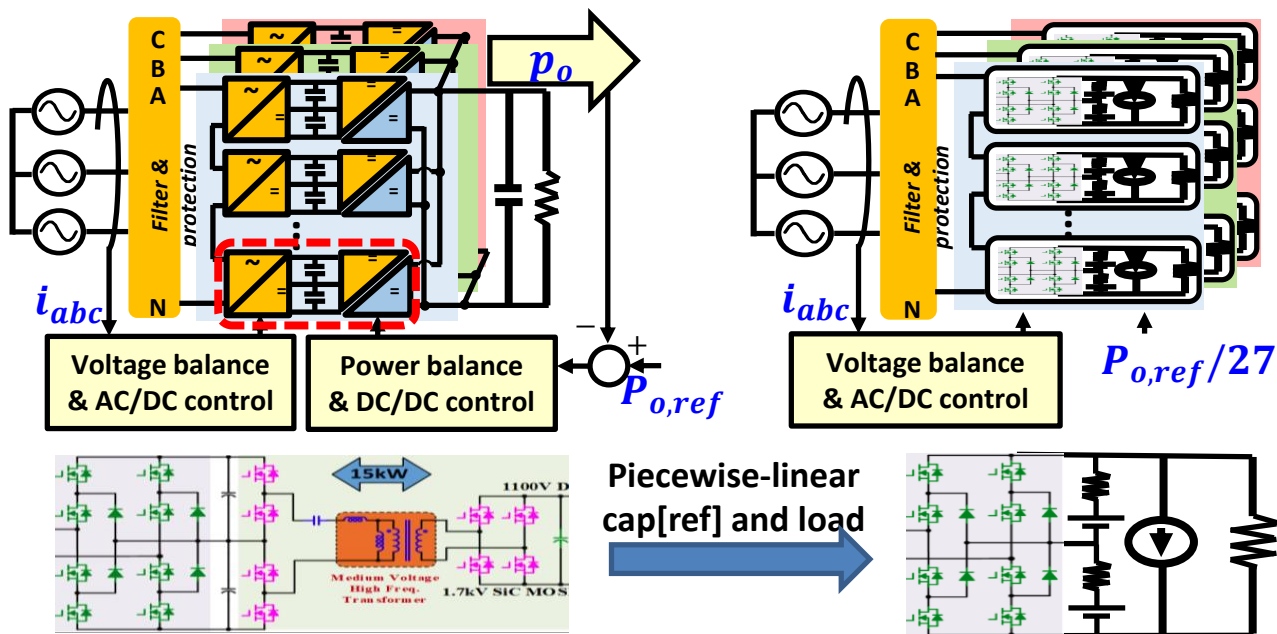 C
B
A
Filter &
protection
N
~
=
=
=
~
=
=
=
~
=
=
=
p_o
i_abc
−
+
P_o,ref
Voltage balance
& AC/DC control
Power balance
& DC/DC control
C
B
A
Filter &
protection
N
i_abc
Voltage balance
& AC/DC control
P_o,ref/27
15kW
1100V D
Medium Voltage
High Freq.
Transformer
1.7kV SiC MOS
Piecewise-linear
cap[ref] and load